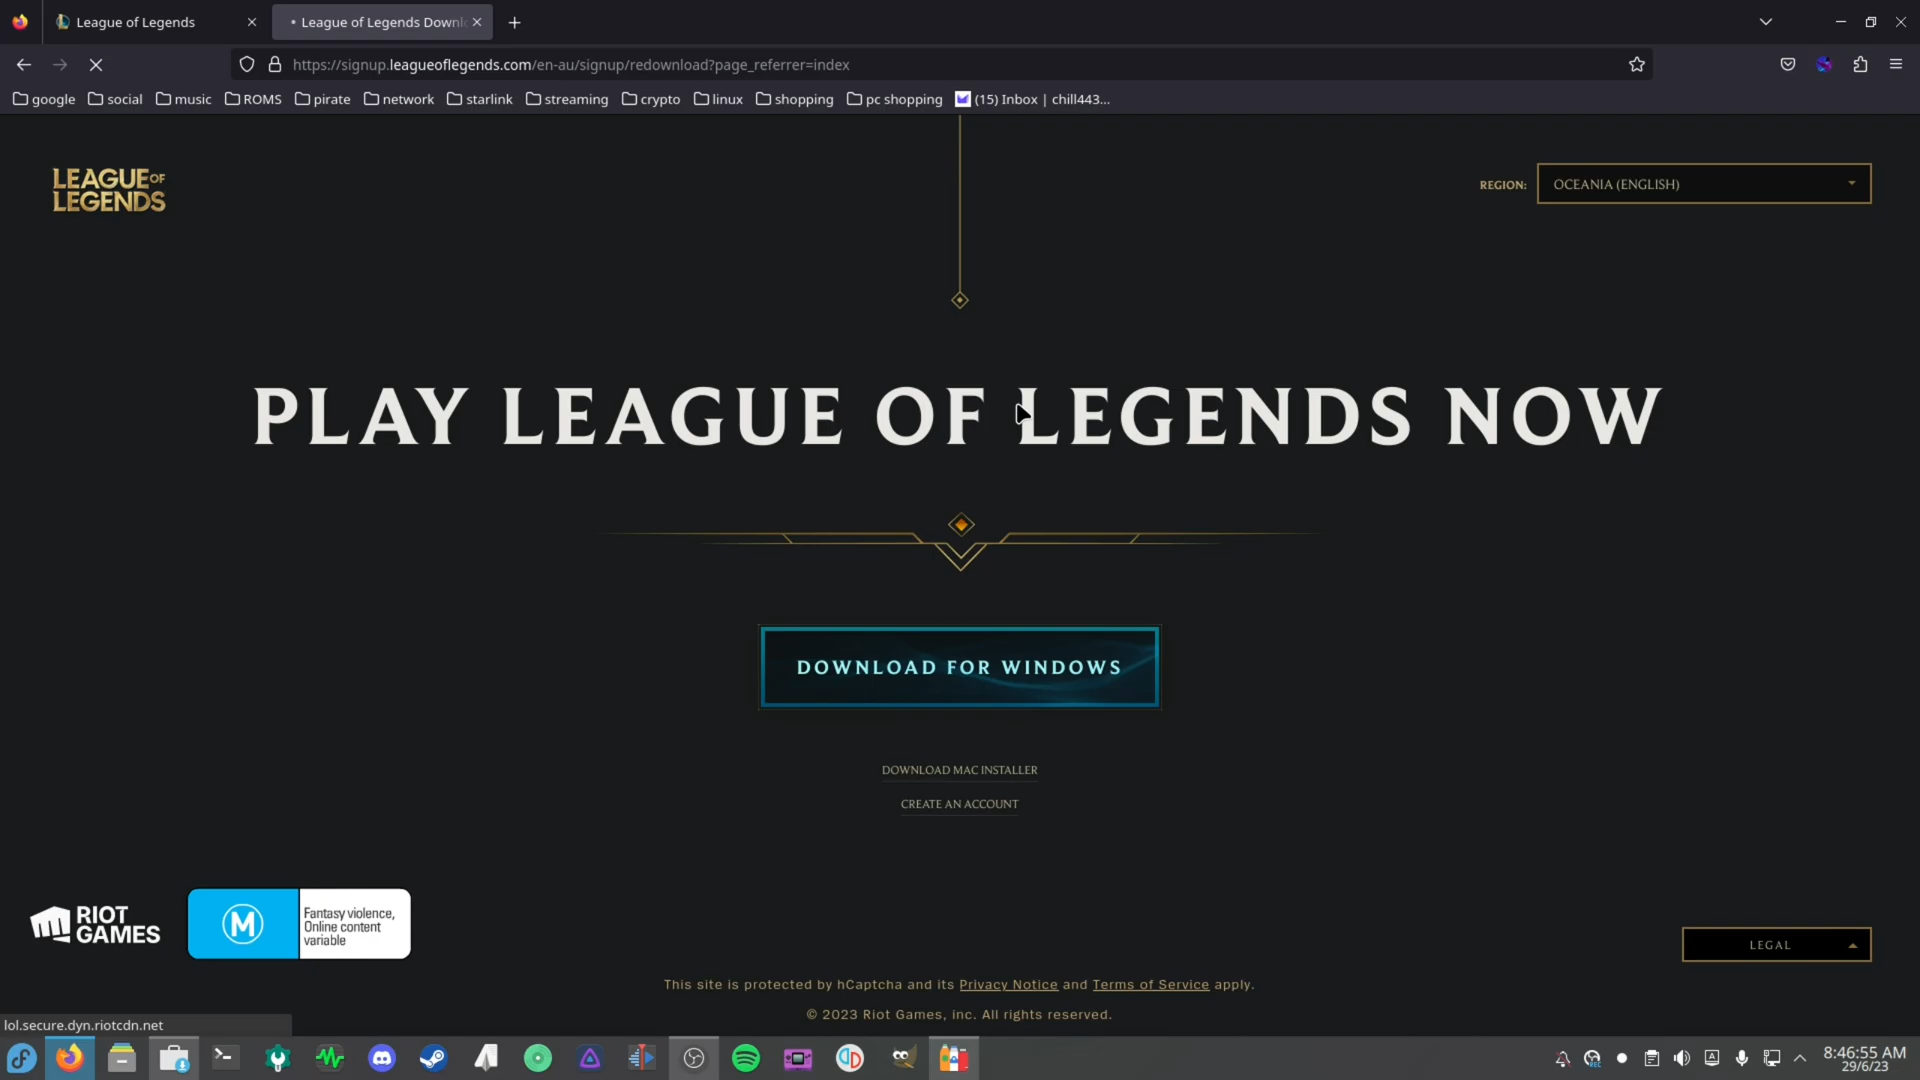 League of Legends
League of Legends Downl
https://signup.leagueoflegends.com/en-au/signup/redownload?page_referrer=index
google social music ROMS pirate network starlink streaming crypto linux shopping pc shopping (15) Inbox | chill443...
LEAGUE OF
LEGENDS
REGION:
OCEANIA (ENGLISH)
PLAY LEAGUE OF LEGENDS NOW
DOWNLOAD FOR WINDOWS
DOWNLOAD MAC INSTALLER
CREATE AN ACCOUNT
RIOT
GAMES
M
Fantasy violence,
Online content
variable
LEGAL
This site is protected by hCaptcha and its Privacy Notice and Terms of Service apply.
© 2023 Riot Games, inc. All rights reserved.
lol.secure.dyn.riotcdn.net
8:46:55 AM
29/6/23